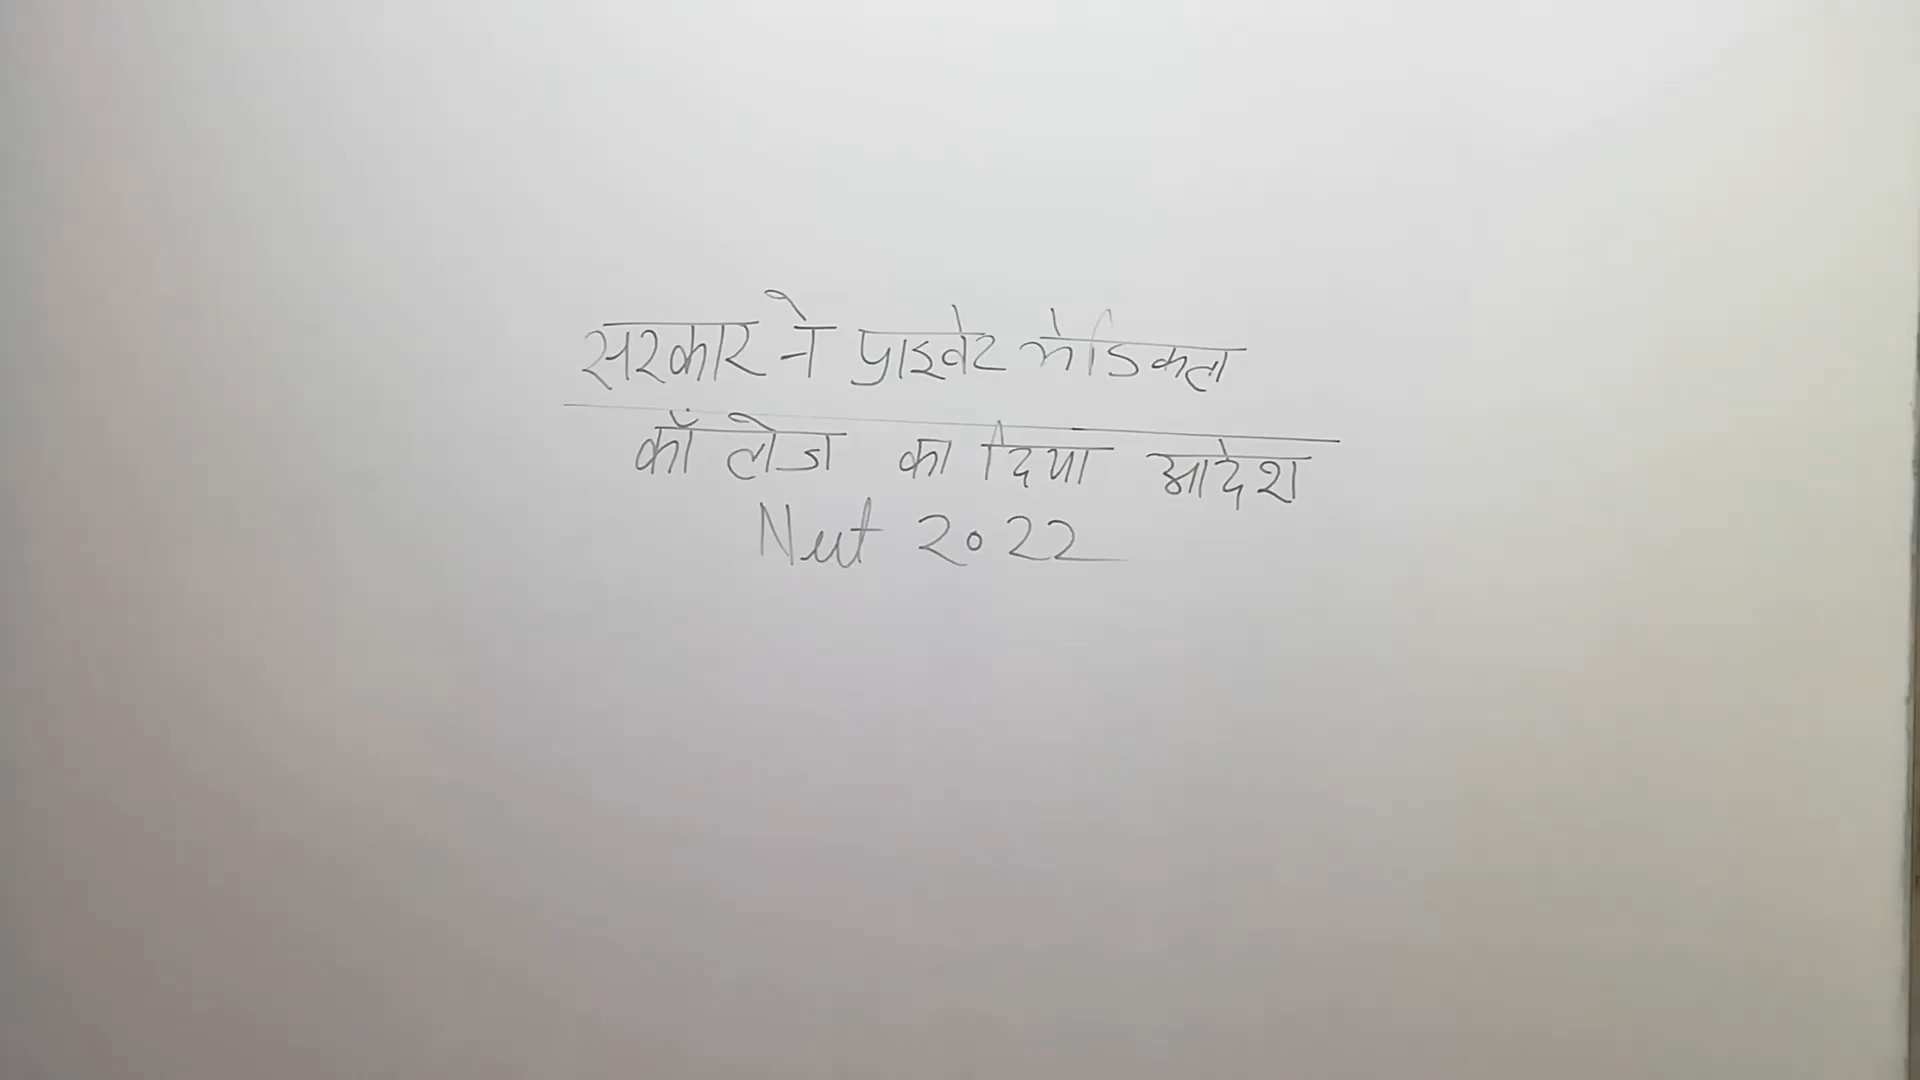 सरकार ने प्राइवेट मेडिकल
कॉलेज का दिया आदेश
Neet 2022